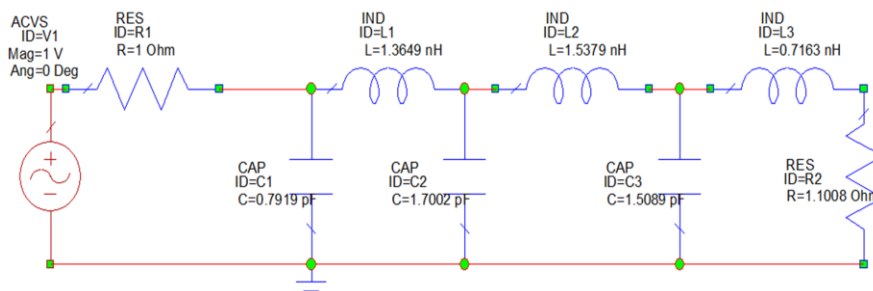 ACVS
ID=V1
Mag=1 V
Ang=0 Deg
RES
ID=R1
R=1 Ohm
IND
ID=L1
L=1.3649 nH
IND
ID=L2
L=1.5379 nH
IND
ID=L3
L=0.7163 nH
CAP
ID=C1
C=0.7919 pF
CAP
ID=C2
C=1.7002 pF
CAP
ID=C3
C=1.5089 pF
RES
ID=R2
R=1.1008 Ohm